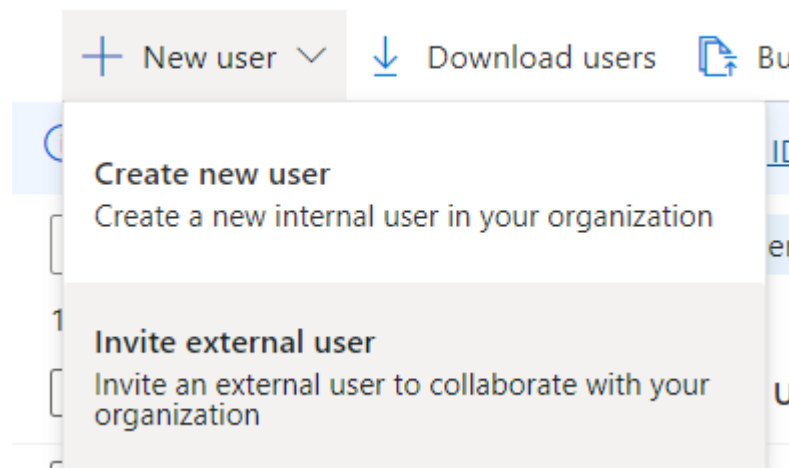 New user
Download users
Create new user
Create a new internal user in your organization
Invite external user
Invite an external user to collaborate with your
organization